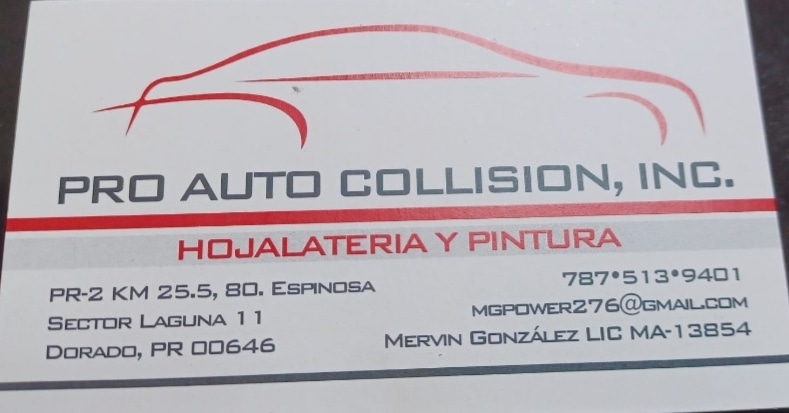 PRO AUTO COLLISION, INC.
HOJALATERIA Y PINTURA
PR-2 KM 25.5, 80. ESPINOSA
SECTOR LAGUNA 11
DORADO, PR 00646
787•513•9401
MGPOWER276@GMAIL.COM
MERVIN GONZÁLEZ LIC MA-13854